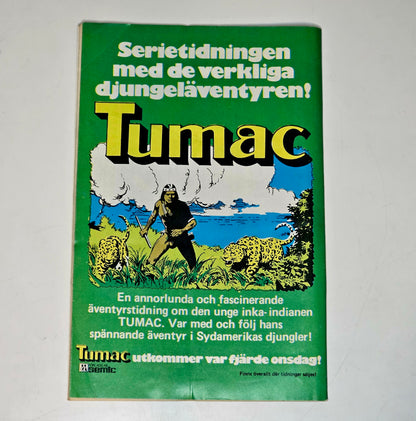 Serietidningen
med de verkliga
djungeläventyren!
Tumac
En annorlunda och fascinerande
äventyrstidning om den unge inka-indianen
TUMAC. Var med och följ hans
spännande äventyr i Sydamerikas djungler!
Tumac utkommer var fjärde onsdag!
semic
Finns överallt där tidningar säljes!